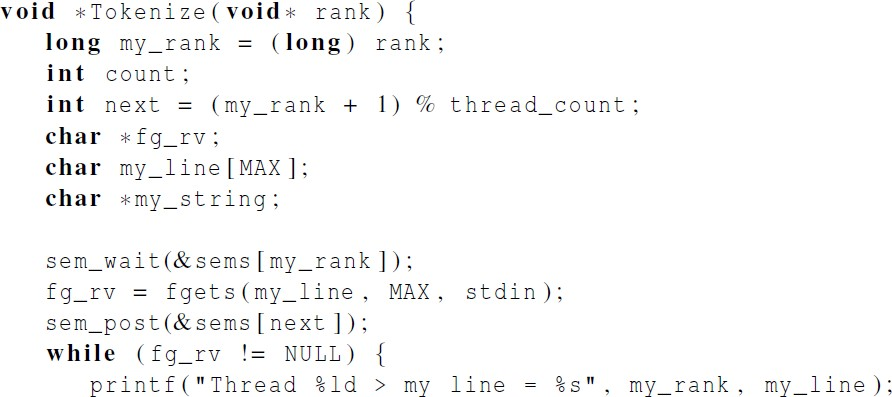 void *Tokenize(void* rank) {
   long my_rank = (long) rank;
   int count;
   int next = (my_rank + 1) % thread_count;
   char *fg_rv;
   char my_line[MAX];
   char *my_string;

   sem_wait(&sems[my_rank]);
   fg_rv = fgets(my_line, MAX, stdin);
   sem_post(&sems[next]);
   while (fg_rv != NULL) {
      printf("Thread %ld > my line = %s", my_rank, my_line);